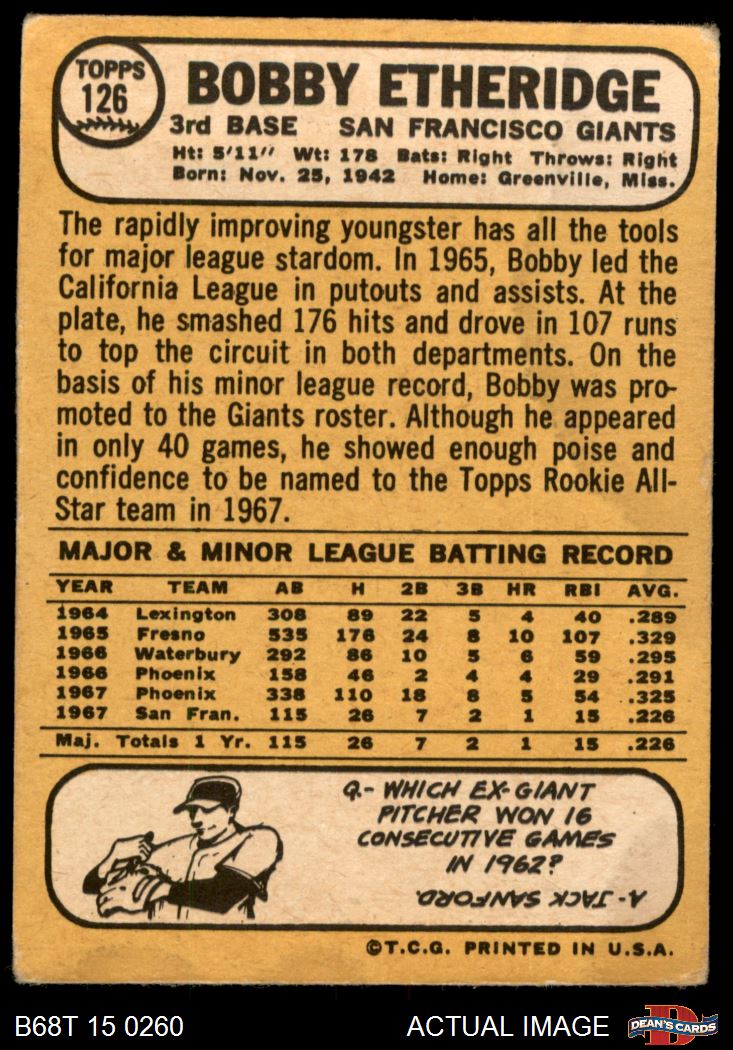 TOPPS
126
BOBBY ETHERIDGE
3rd BASE SAN FRANCISCO GIANTS
Ht: 5'11" Wt: 178 Bats: Right Throws: Right
Born: Nov. 25, 1942 Home: Greenville, Miss.
The rapidly improving youngster has all the tools
for major league stardom. In 1965, Bobby led the
California League in putouts and assists. At the
plate, he smashed 176 hits and drove in 107 runs
to top the circuit in both departments. On the
basis of his minor league record, Bobby was pro-
moted to the Giants roster. Although he appeared
in only 40 games, he showed enough poise and
confidence to be named to the Topps Rookie All-
Star team in 1967.
MAJOR & MINOR LEAGUE BATTING RECORD
YEAR TEAM AB H 2B 3B HR RBI AVG.
1964 Lexington 308 89 22 5 4 40 .289
1965 Fresno 535 176 24 8 10 107 .329
1966 Waterbury 292 86 10 5 6 59 .295
1966 Phoenix 158 46 2 4 4 29 .291
1967 Phoenix 338 110 18 8 5 54 .325
1967 San Fran. 115 26 7 2 1 15 .226
Maj. Totals 1 Yr. 115 26 7 2 1 15 .226
Q.- WHICH EX-GIANT
PITCHER WON 16
CONSECUTIVE GAMES
IN 1962?
A- JACK SANFORD.
©T.C.G. PRINTED IN U.S.A.
B68T 15 0260 ACTUAL IMAGE
D
DEAN'S CARDS